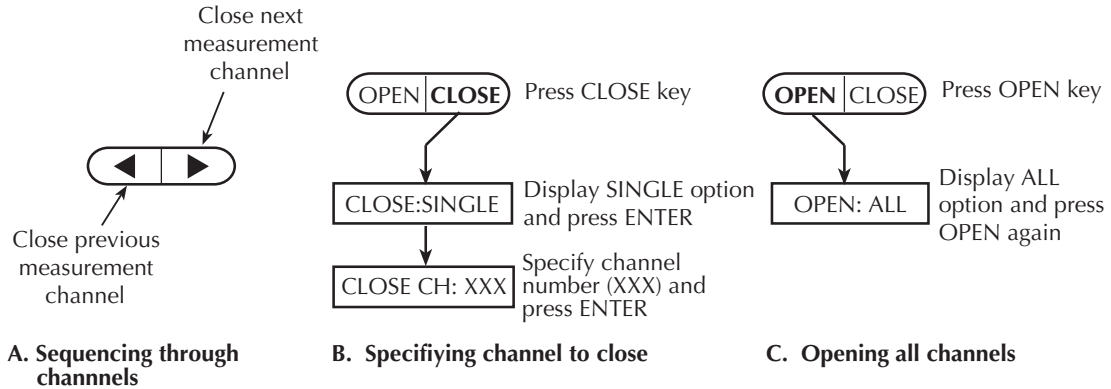 Close next
measurement
channel
Close previous
measurement
channel
A. Sequencing through
channnels
OPEN CLOSE Press CLOSE key
CLOSE:SINGLE
Display SINGLE option
and press ENTER
CLOSE CH: XXX
Specify channel
number (XXX) and
press ENTER
B. Specifiying channel to close
OPEN CLOSE Press OPEN key
OPEN: ALL
Display ALL
option and press
OPEN again
C. Opening all channels